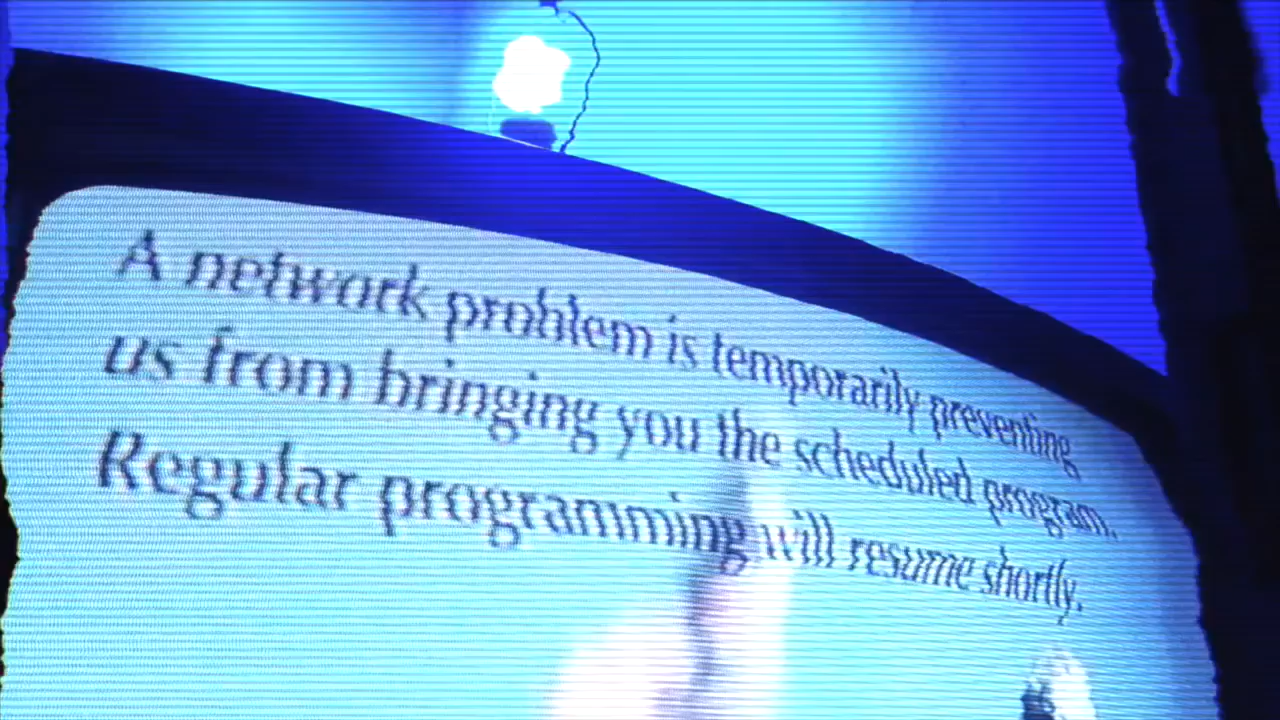 A network problem is temporarily preventing
us from bringing you the scheduled program.
Regular programming will resume shortly.